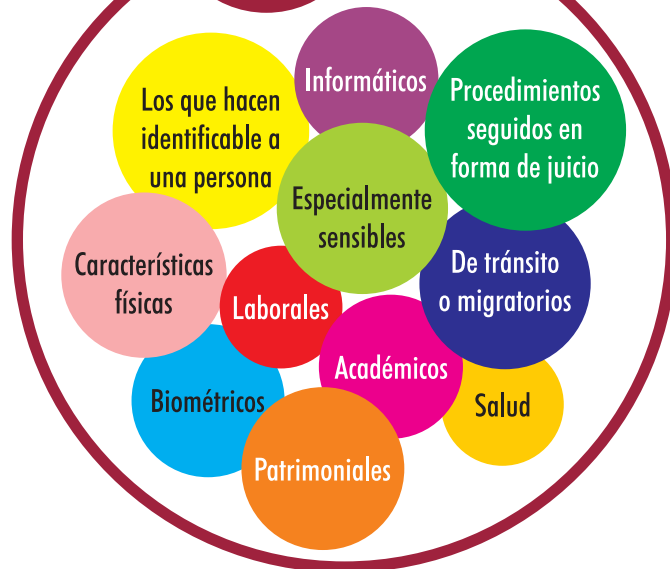 Informáticos
Los que hacen
identificable a
una persona
Procedimientos
seguidos en
forma de juicio
Especialmente
sensibles
Características
físicas
De tránsito
o migratorios
Laborales
Académicos
Biométricos
Salud
Patrimoniales